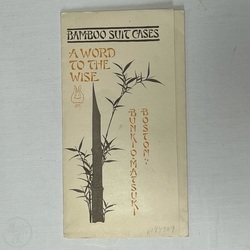 BAMBOO SUIT CASES
A WORD
TO THE
WISE
BOSTON:
BUNKIO MATSUKI